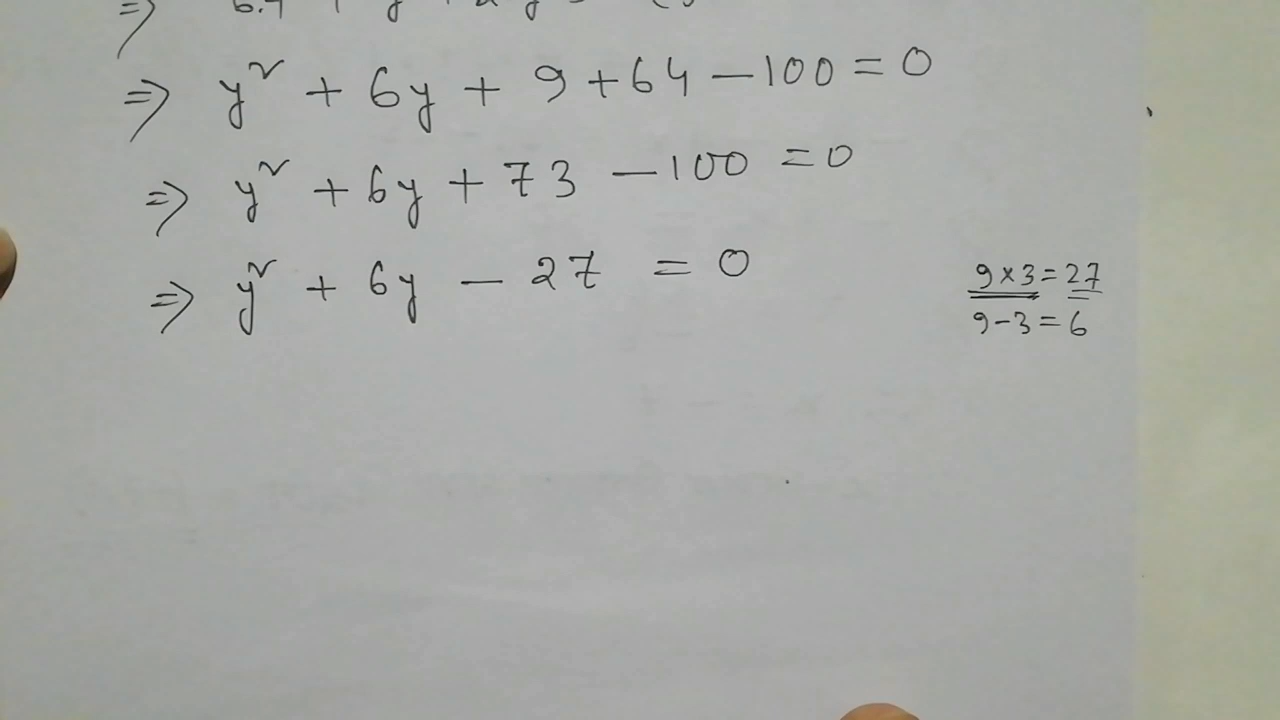 ⇒ y² + 6y + 9 + 64 − 100 = 0
⇒ y² + 6y + 73 − 100 = 0
⇒ y² + 6y − 27 = 0
9 × 3 = 27
9 − 3 = 6